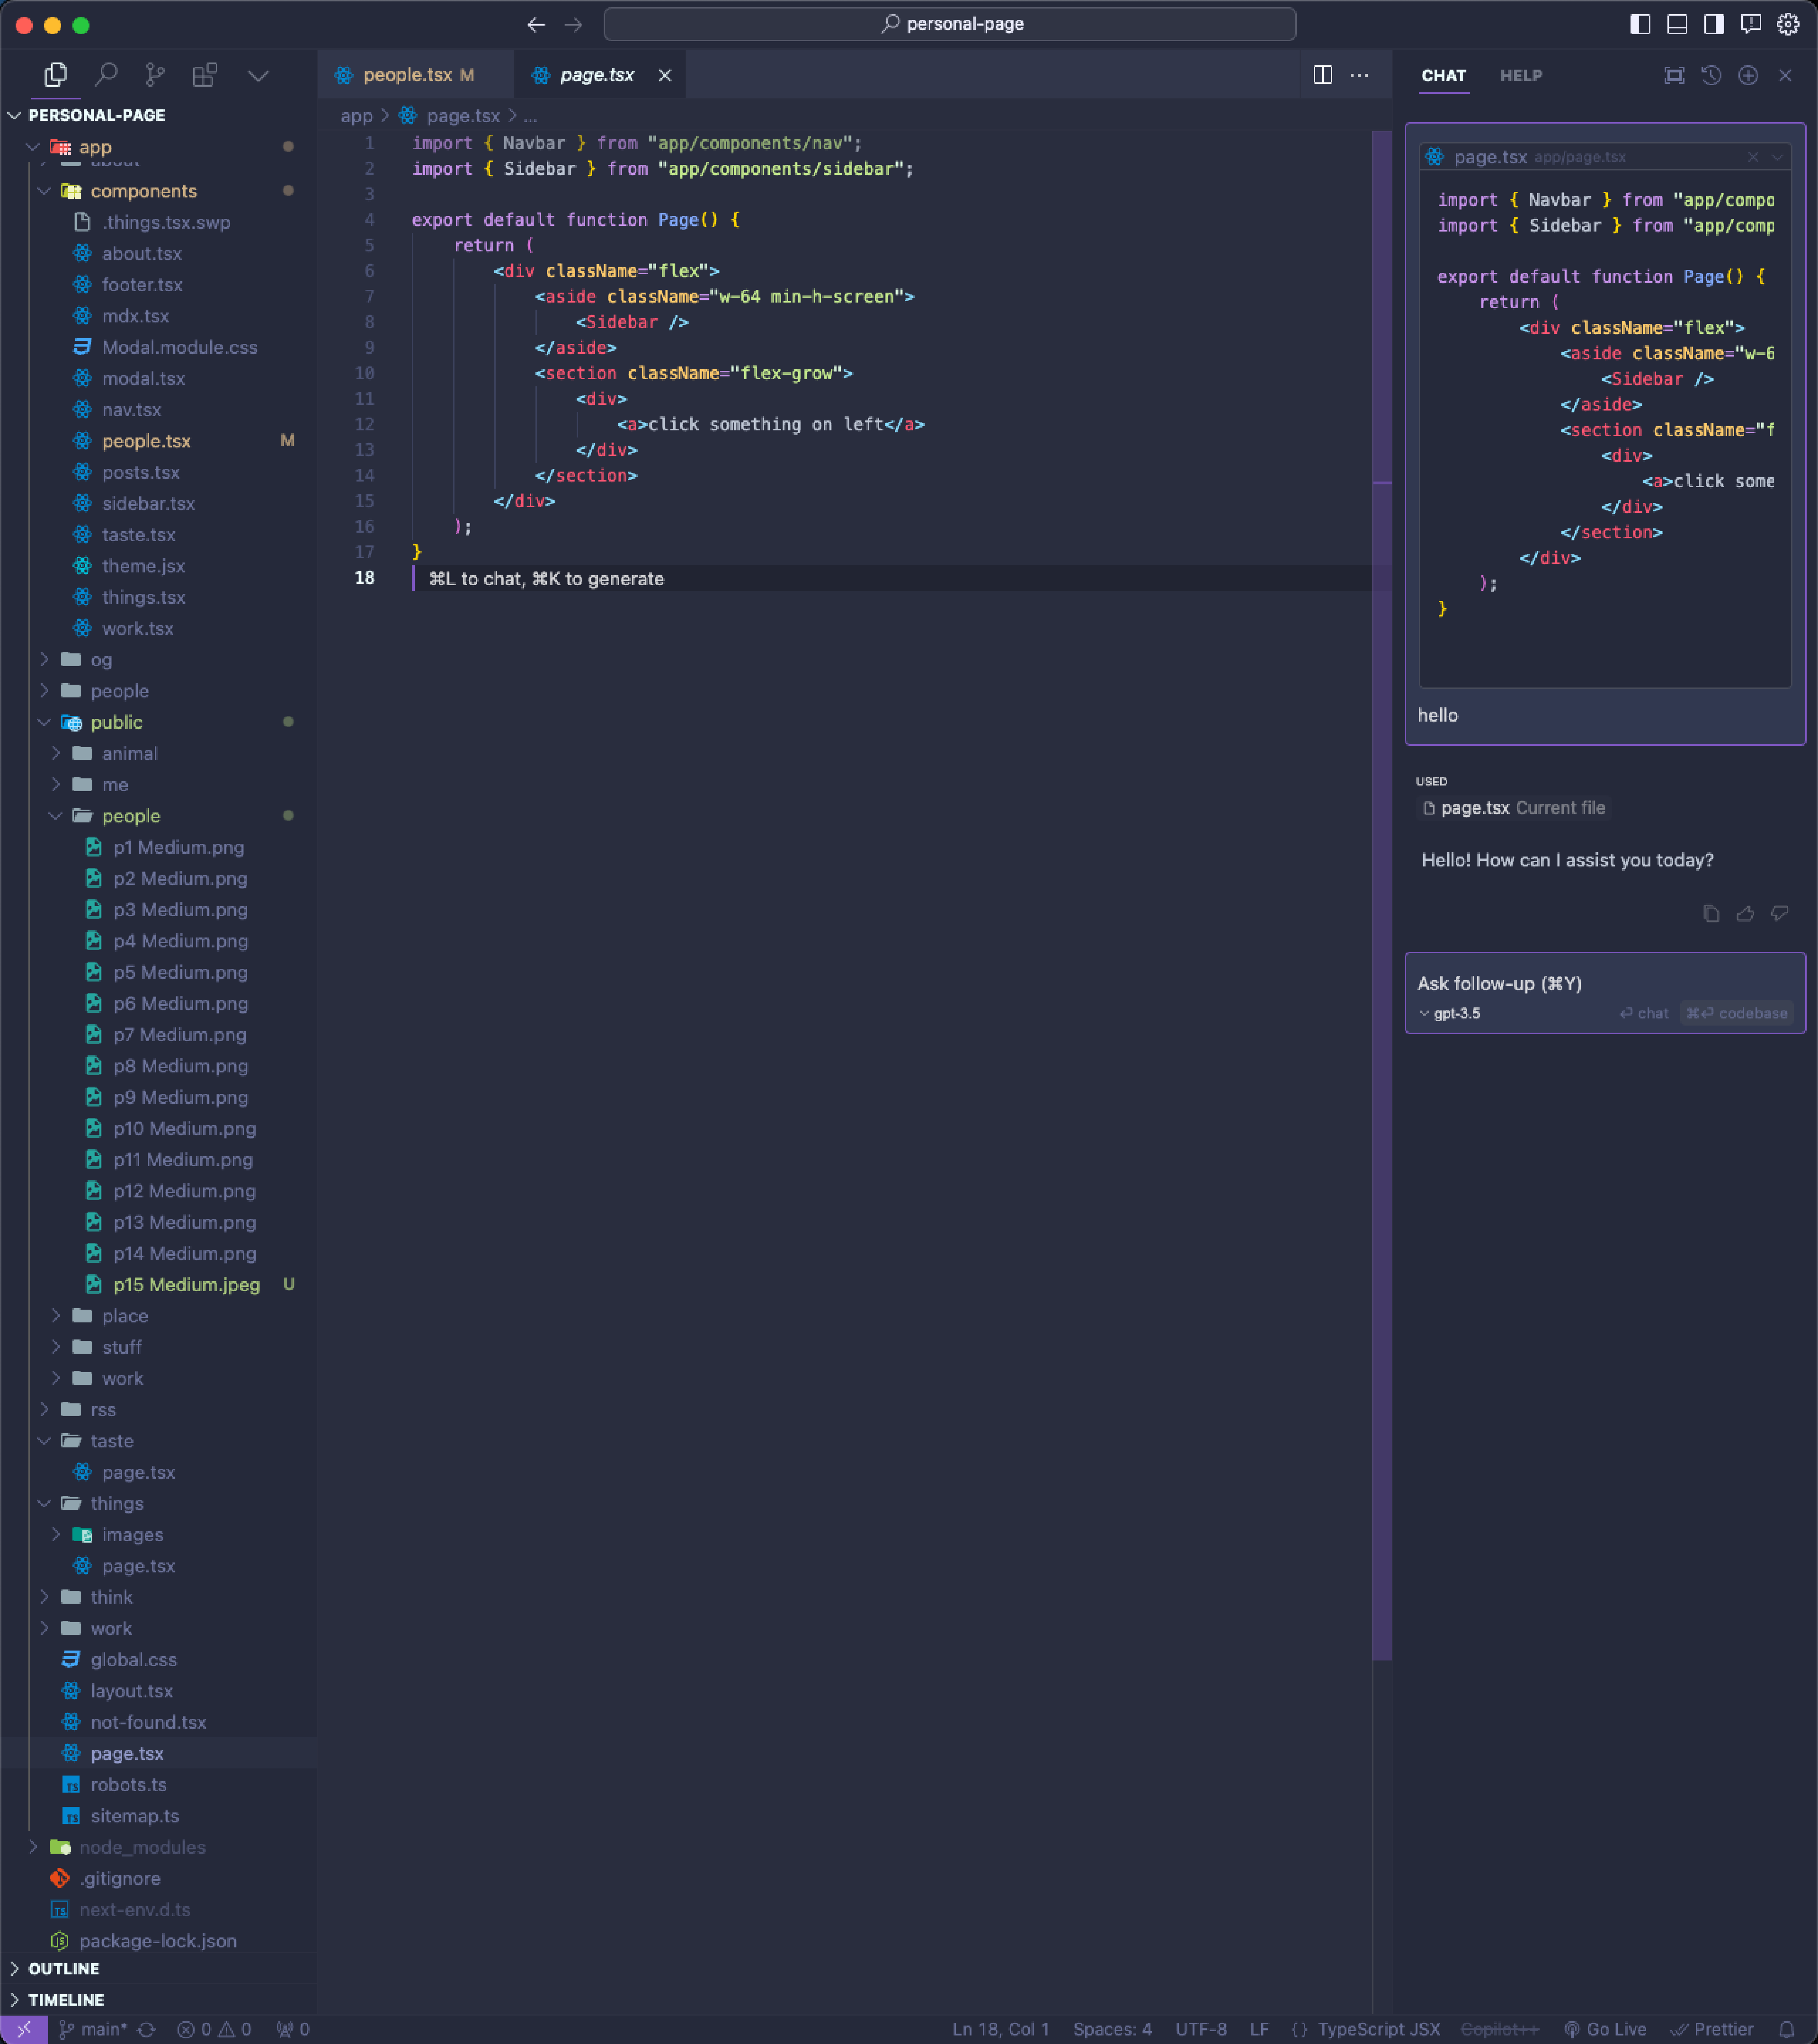 personal-page
PERSONAL-PAGE
app
about
components
.things.tsx.swp
about.tsx
footer.tsx
mdx.tsx
Modal.module.css
modal.tsx
nav.tsx
people.tsx M
posts.tsx
sidebar.tsx
taste.tsx
theme.jsx
things.tsx
work.tsx
og
people
public
animal
me
people
p1 Medium.png
p2 Medium.png
p3 Medium.png
p4 Medium.png
p5 Medium.png
p6 Medium.png
p7 Medium.png
p8 Medium.png
p9 Medium.png
p10 Medium.png
p11 Medium.png
p12 Medium.png
p13 Medium.png
p14 Medium.png
p15 Medium.jpeg U
place
stuff
work
rss
taste
page.tsx
things
images
page.tsx
think
work
global.css
layout.tsx
not-found.tsx
page.tsx
TS robots.ts
TS sitemap.ts
node_modules
.gitignore
TS next-env.d.ts
JS package-lock.json
OUTLINE
TIMELINE
people.tsx M page.tsx
app > page.tsx > ...
1 import { Navbar } from "app/components/nav";
2 import { Sidebar } from "app/components/sidebar";
3
4 export default function Page() {
5 return (
6 <div className="flex">
7 <aside className="w-64 min-h-screen">
8 <Sidebar />
9 </aside>
10 <section className="flex-grow">
11 <div>
12 <a>click something on left</a>
13 </div>
14 </section>
15 </div>
16 );
17 }
18 ⌘L to chat, ⌘K to generate
CHAT HELP
page.tsx app/page.tsx
import { Navbar } from "app/compo
import { Sidebar } from "app/comp
export default function Page() {
return (
<div className="flex">
<aside className="w-6
<Sidebar />
</aside>
<section className="f
<div>
<a>click some
</div>
</section>
</div>
);
}
hello
USED
page.tsx Current file
Hello! How can I assist you today?
Ask follow-up (⌘Y)
gpt-3.5 ⏎ chat ⌘⏎ codebase
main* 0 0 0 Ln 18, Col 1 Spaces: 4 UTF-8 LF {} TypeScript JSX Copilot++ Go Live Prettier